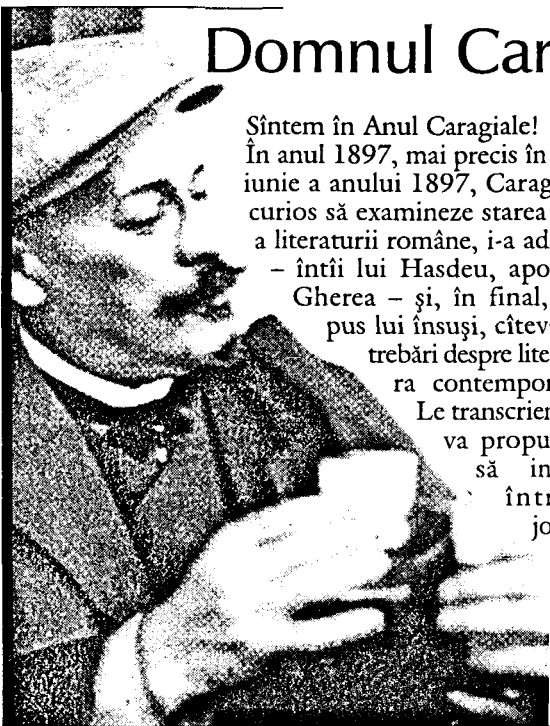 Domnul Car
Sîntem în Anul Caragiale!
În anul 1897, mai precis în
iunie a anului 1897, Carag
curios să examineze starea
a literaturii române, i-a ad
– întîi lui Hasdeu, apo
Gherea – şi, în final,
pus lui însuşi, cîtev
trebări despre lite
ra contempor
Le transcrier
va propu
să in
într
jo